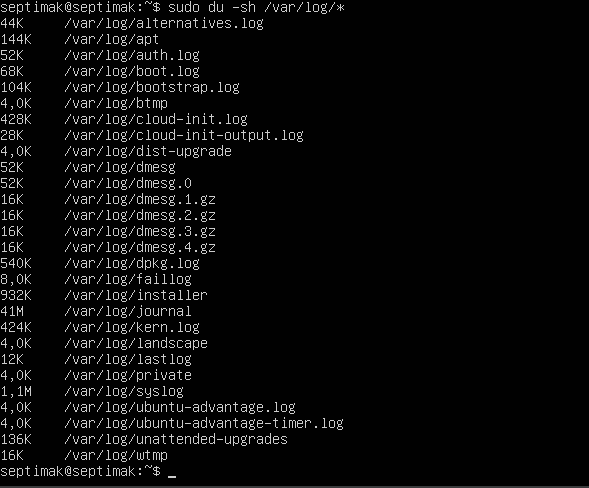 septimak@septimak:~$ sudo du -sh /var/log/*
44K /var/log/alternatives.log
144K /var/log/apt
52K /var/log/auth.log
68K /var/log/boot.log
104K /var/log/bootstrap.log
4,0K /var/log/btmp
428K /var/log/cloud-init.log
28K /var/log/cloud-init-output.log
4,0K /var/log/dist-upgrade
52K /var/log/dmesg
52K /var/log/dmesg.0
16K /var/log/dmesg.1.gz
16K /var/log/dmesg.2.gz
16K /var/log/dmesg.3.gz
16K /var/log/dmesg.4.gz
540K /var/log/dpkg.log
8,0K /var/log/faillog
932K /var/log/installer
41M /var/log/journal
424K /var/log/kern.log
4,0K /var/log/landscape
12K /var/log/lastlog
4,0K /var/log/private
1,1M /var/log/syslog
4,0K /var/log/ubuntu-advantage.log
4,0K /var/log/ubuntu-advantage-timer.log
136K /var/log/unattended-upgrades
16K /var/log/wtmp
septimak@septimak:~$ _